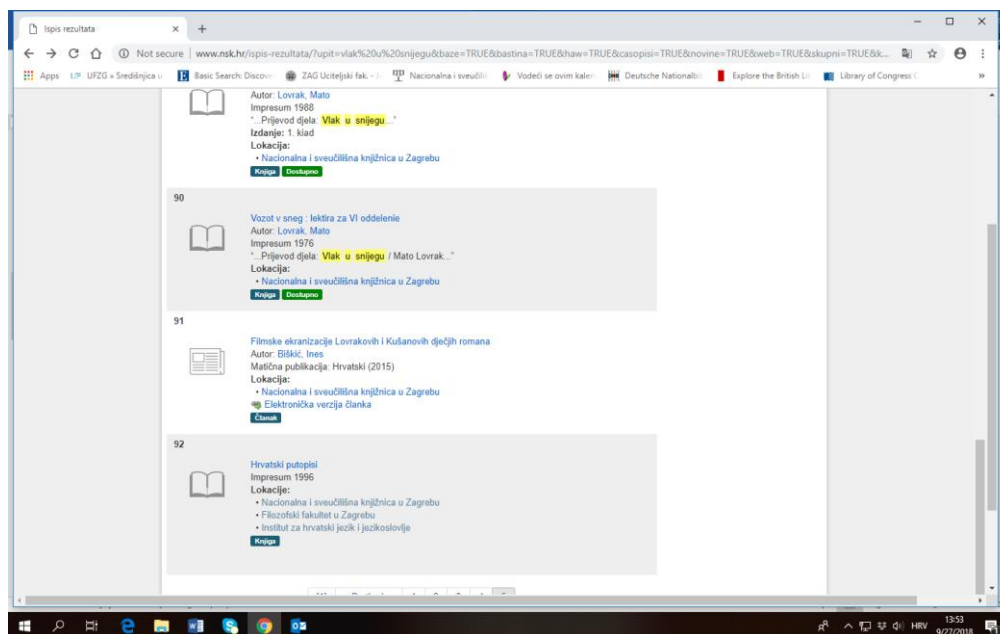 Ispis rezultata
Not secure | www.nsk.hr/ispis-rezultata/?upit=vlak%20u%20snijegu&baze=TRUE&bastina=TRUE&haw=TRUE&casopisi=TRUE&novine=TRUE&web=TRUE&skupni=TRUE&k...
Apps UFZG » Središnjica u Basic Search: Discove ZAG Uciteljski fak. - Nacionalna i sveučili Vodeći se ovim kalen Deutsche Nationalbi Explore the British Li Library of Congress »
Autor: Lovrak, Mato
Impresum 1988
"...Prijevod djela: Vlak u snijegu..."
Izdanje: 1. kiad
Lokacija:
• Nacionalna i sveučilišna knjižnica u Zagrebu
Knjiga Dostupno
90
Vozot v sneg : lektira za VI oddelenie
Autor: Lovrak, Mato
Impresum 1976
"...Prijevod djela: Vlak u snijegu / Mato Lovrak..."
Lokacija:
• Nacionalna i sveučilišna knjižnica u Zagrebu
Knjiga Dostupno
91
Filmske ekranizacije Lovrakovih i Kušanovih dječjih romana
Autor: Biškić, Ines
Matična publikacija: Hrvatski (2015)
Lokacija:
• Nacionalna i sveučilišna knjižnica u Zagrebu
Elektronička verzija članka
Članak
92
Hrvatski putopisi
Impresum 1996
Lokacije:
• Nacionalna i sveučilišna knjižnica u Zagrebu
• Filozofski fakultet u Zagrebu
• Institut za hrvatski jezik i jezikoslovlje
Knjiga
HRV
13:53
9/27/2018